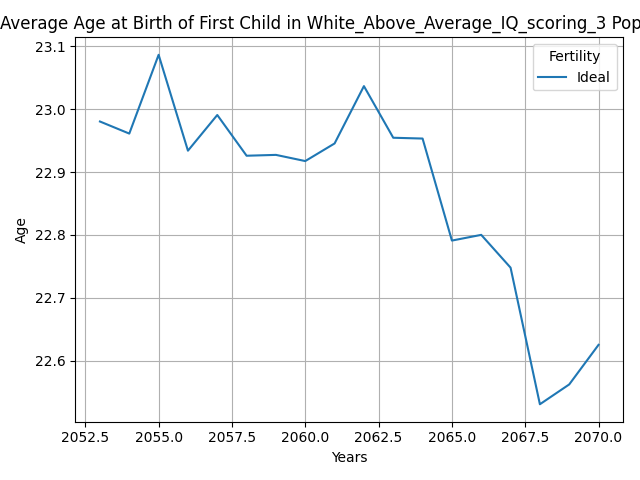 Average Age at Birth of First Child in White_Above_Average_IQ_scoring_3 Pop
23.1
23.0
22.9
22.8
22.7
22.6
Age
Fertility
Ideal
2052.5 2055.0 2057.5 2060.0 2062.5 2065.0 2067.5 2070.0
Years